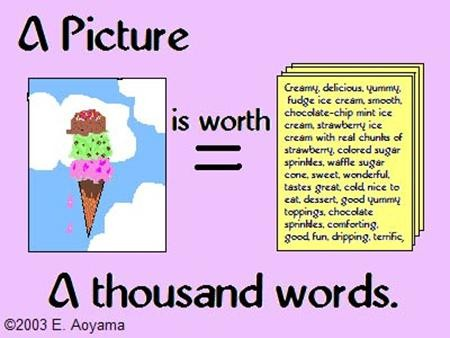 A Picture
is worth
=
Creamy, delicious, yummy,
fudge ice cream, smooth,
chocolate-chip mint ice
cream, strawberry ice
cream with real chunks of
strawberry, colored sugar
sprinkles, waffle sugar
cone, sweet, wonderful,
tastes great, cold, nice to
eat, dessert, good yummy
toppings, chocolate
sprinkles, comforting,
good, fun, dripping, terrific,
A thousand words.
©2003 E. Aoyama